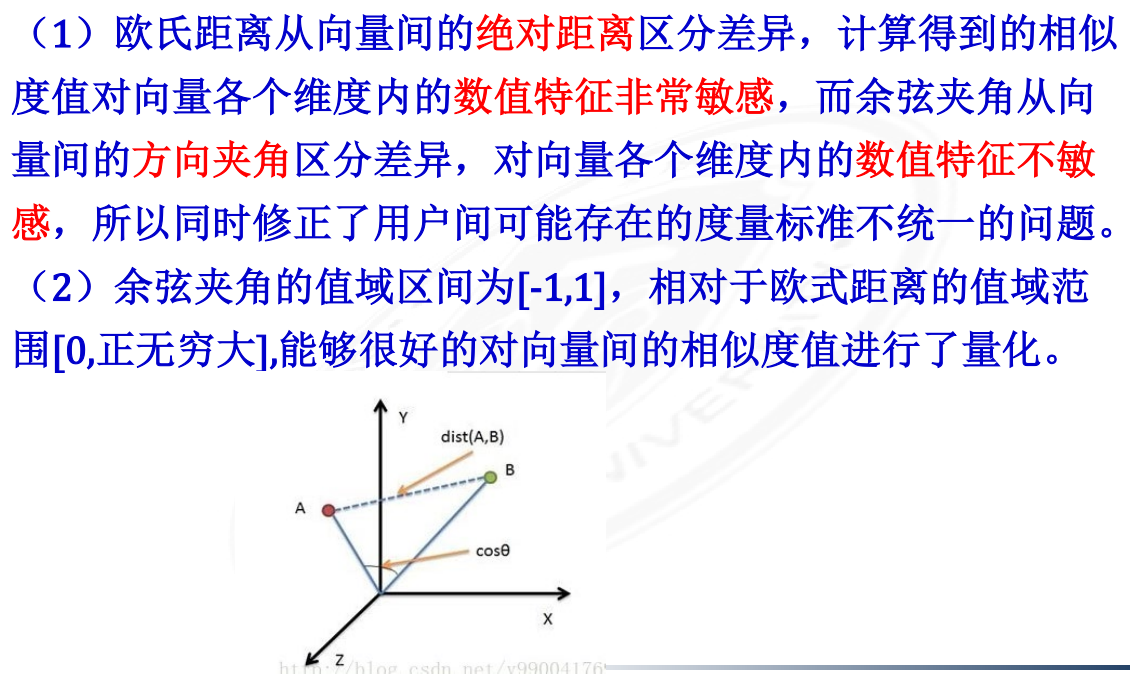 （1）欧氏距离从向量间的绝对距离区分差异，计算得到的相似
度值对向量各个维度内的数值特征非常敏感，而余弦夹角从向
量间的方向夹角区分差异，对向量各个维度内的数值特征不敏
感，所以同时修正了用户间可能存在的度量标准不统一的问题。
（2）余弦夹角的值域区间为[-1,1]，相对于欧式距离的值域范
围[0,正无穷大],能够很好的对向量间的相似度值进行了量化。
Y
dist(A,B)
B
A
cosθ
X
Z
http://blog.csdn.net/y99004176